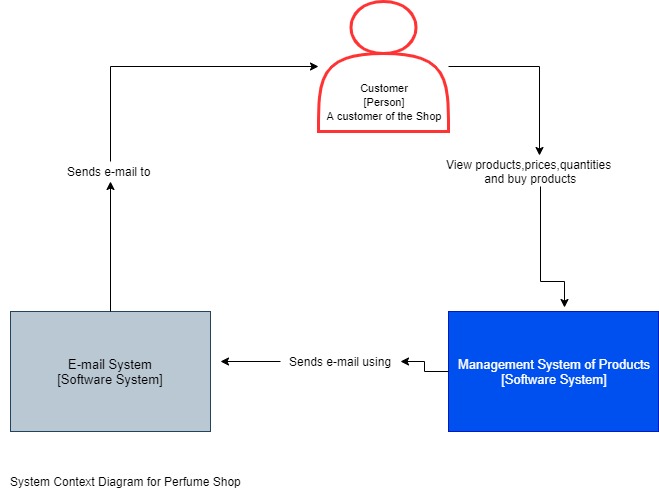 Customer
[Person]
A customer of the Shop
Sends e-mail to
View products,prices,quantities
and buy products
E-mail System
[Software System]
Sends e-mail using
Management System of Products
[Software System]
System Context Diagram for Perfume Shop